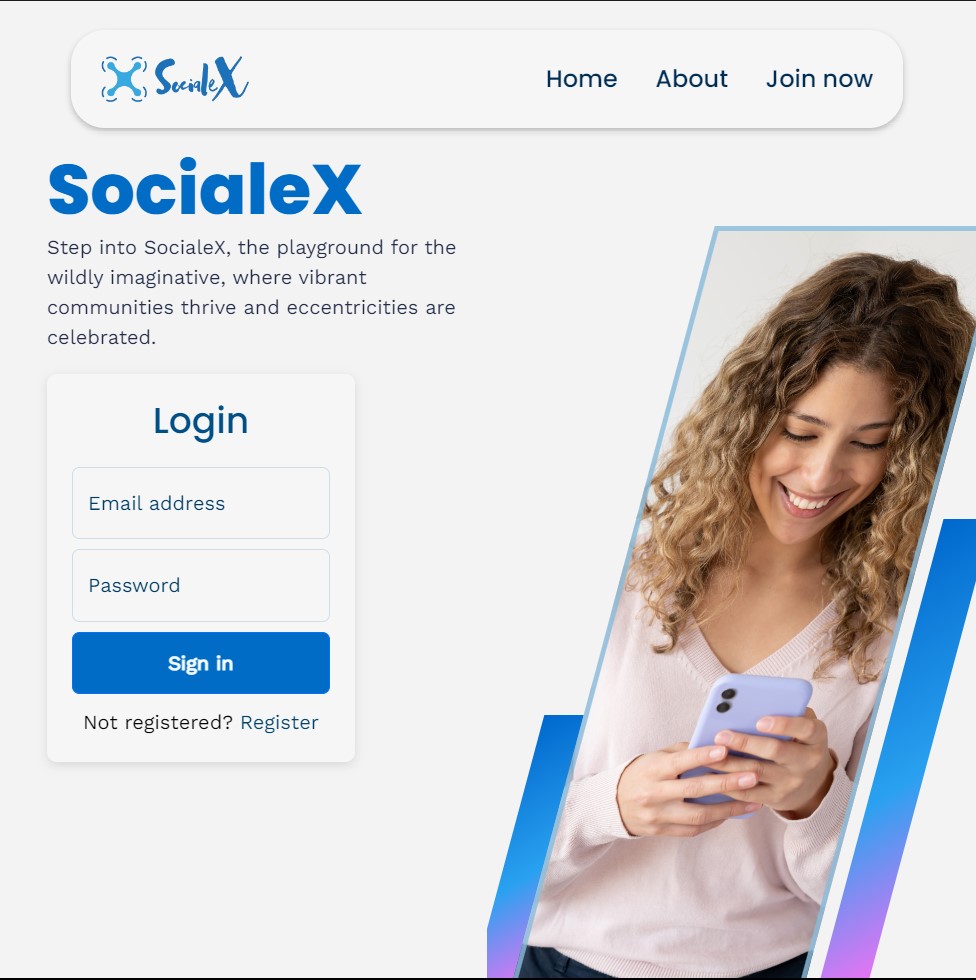 SocialeX
Home
About
Join now
SocialeX
Step into SocialeX, the playground for the
wildly imaginative, where vibrant
communities thrive and eccentricities are
celebrated.
Login
Email address
Password
Sign in
Not registered? Register